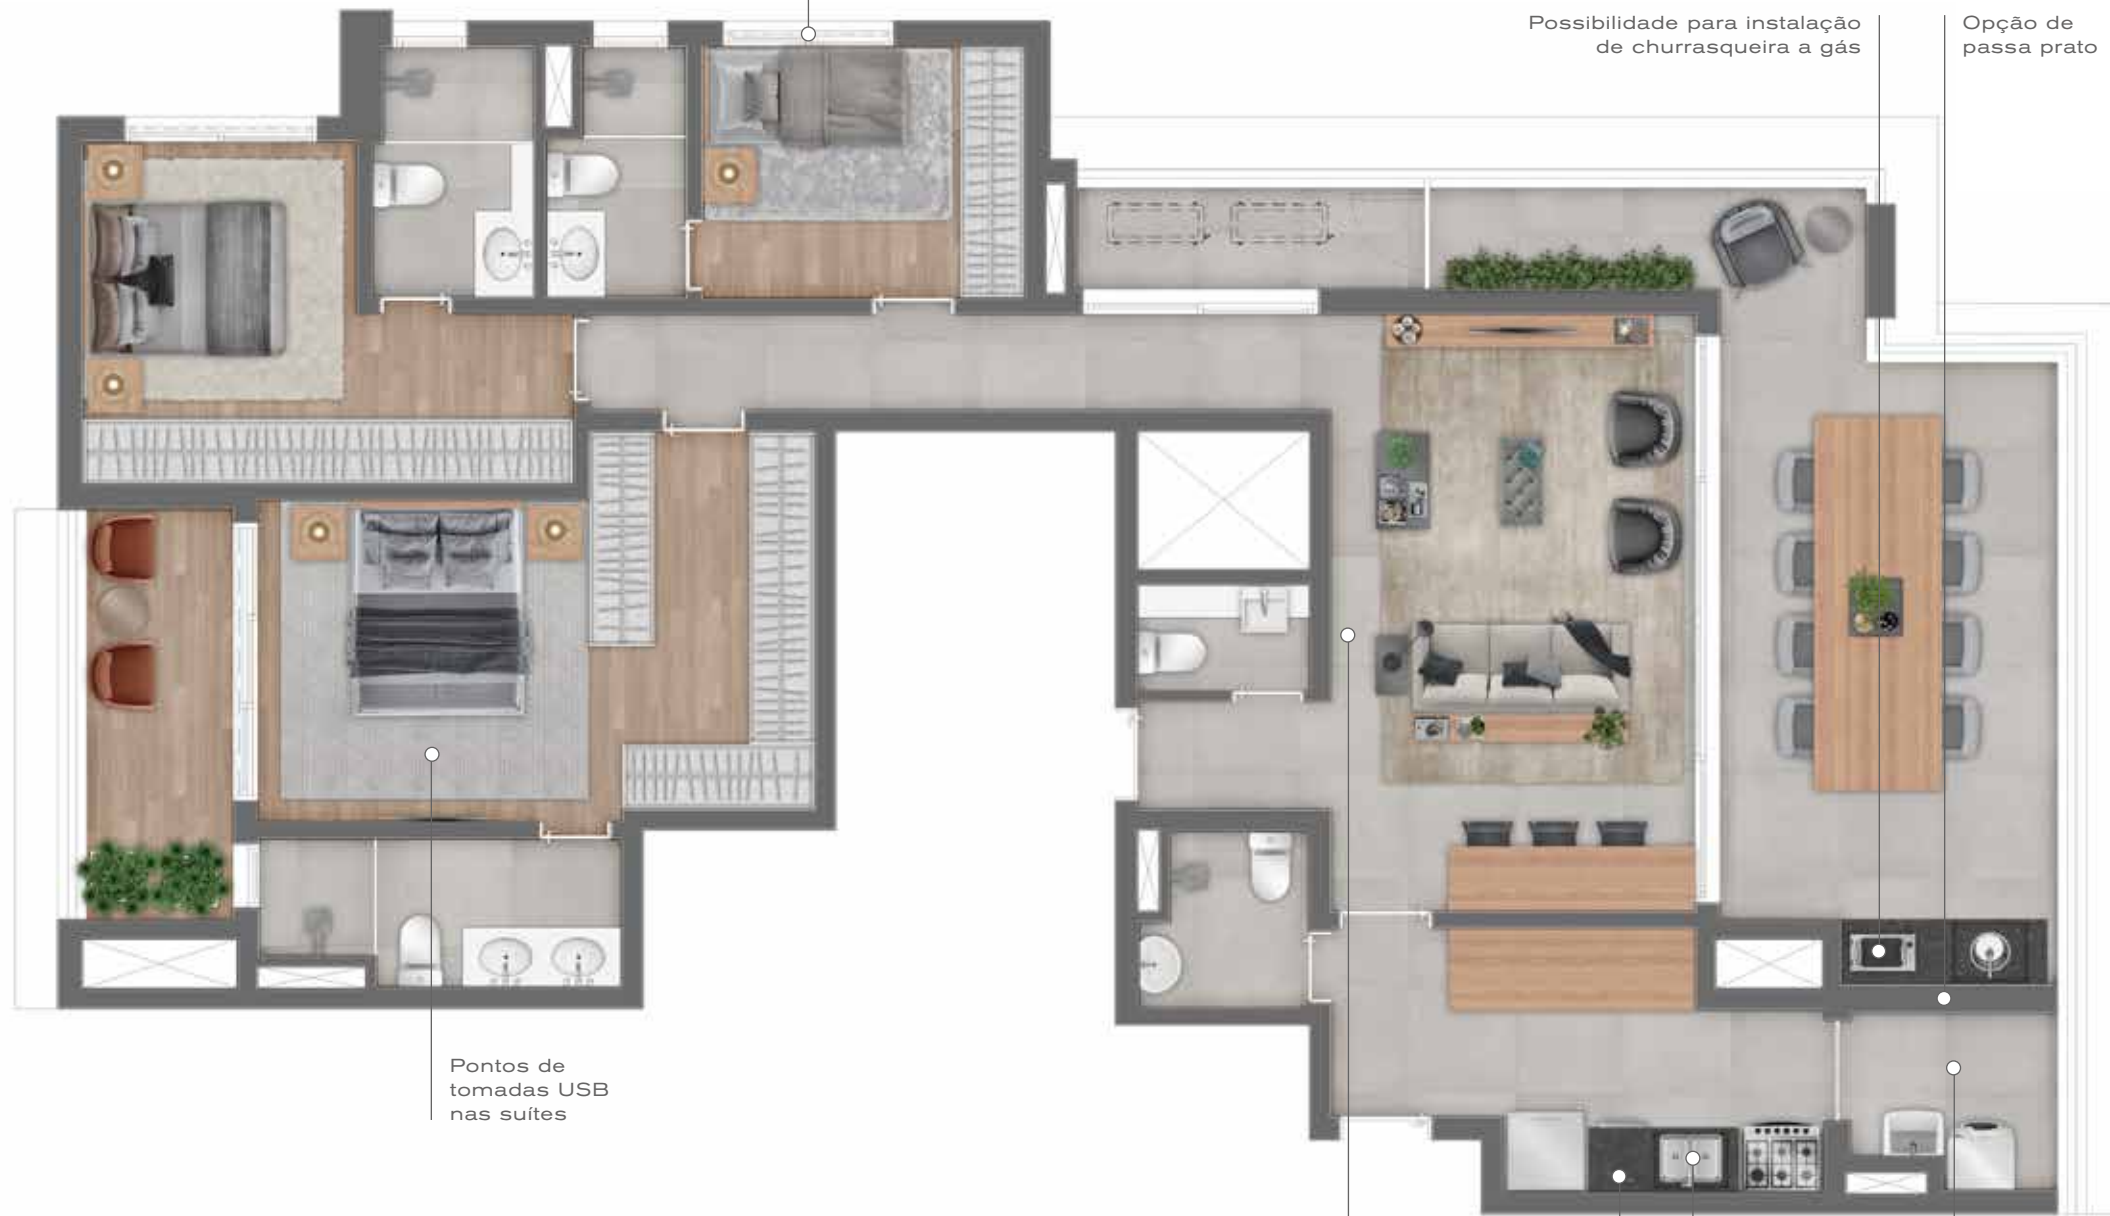 Possibilidade para instalação
de churrasqueira a gás
Opção de
passa prato
Pontos de
tomadas USB
nas suítes